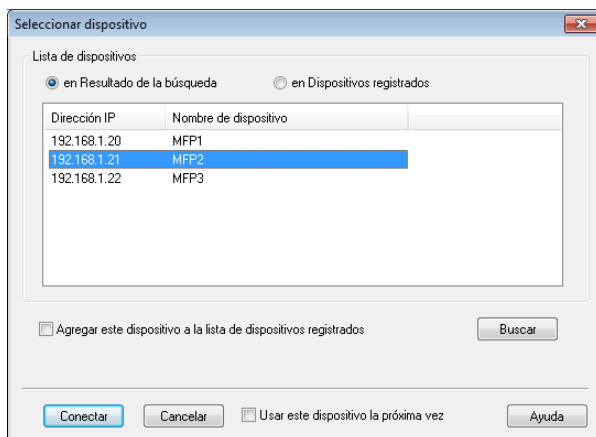 Seleccionar dispositivo
Lista de dispositivos
en Resultado de la búsqueda en Dispositivos registrados
Dirección IP Nombre de dispositivo
192.168.1.20 MFP1
192.168.1.21 MFP2
192.168.1.22 MFP3
Agregar este dispositivo a la lista de dispositivos registrados Buscar
Conectar Cancelar Usar este dispositivo la próxima vez Ayuda